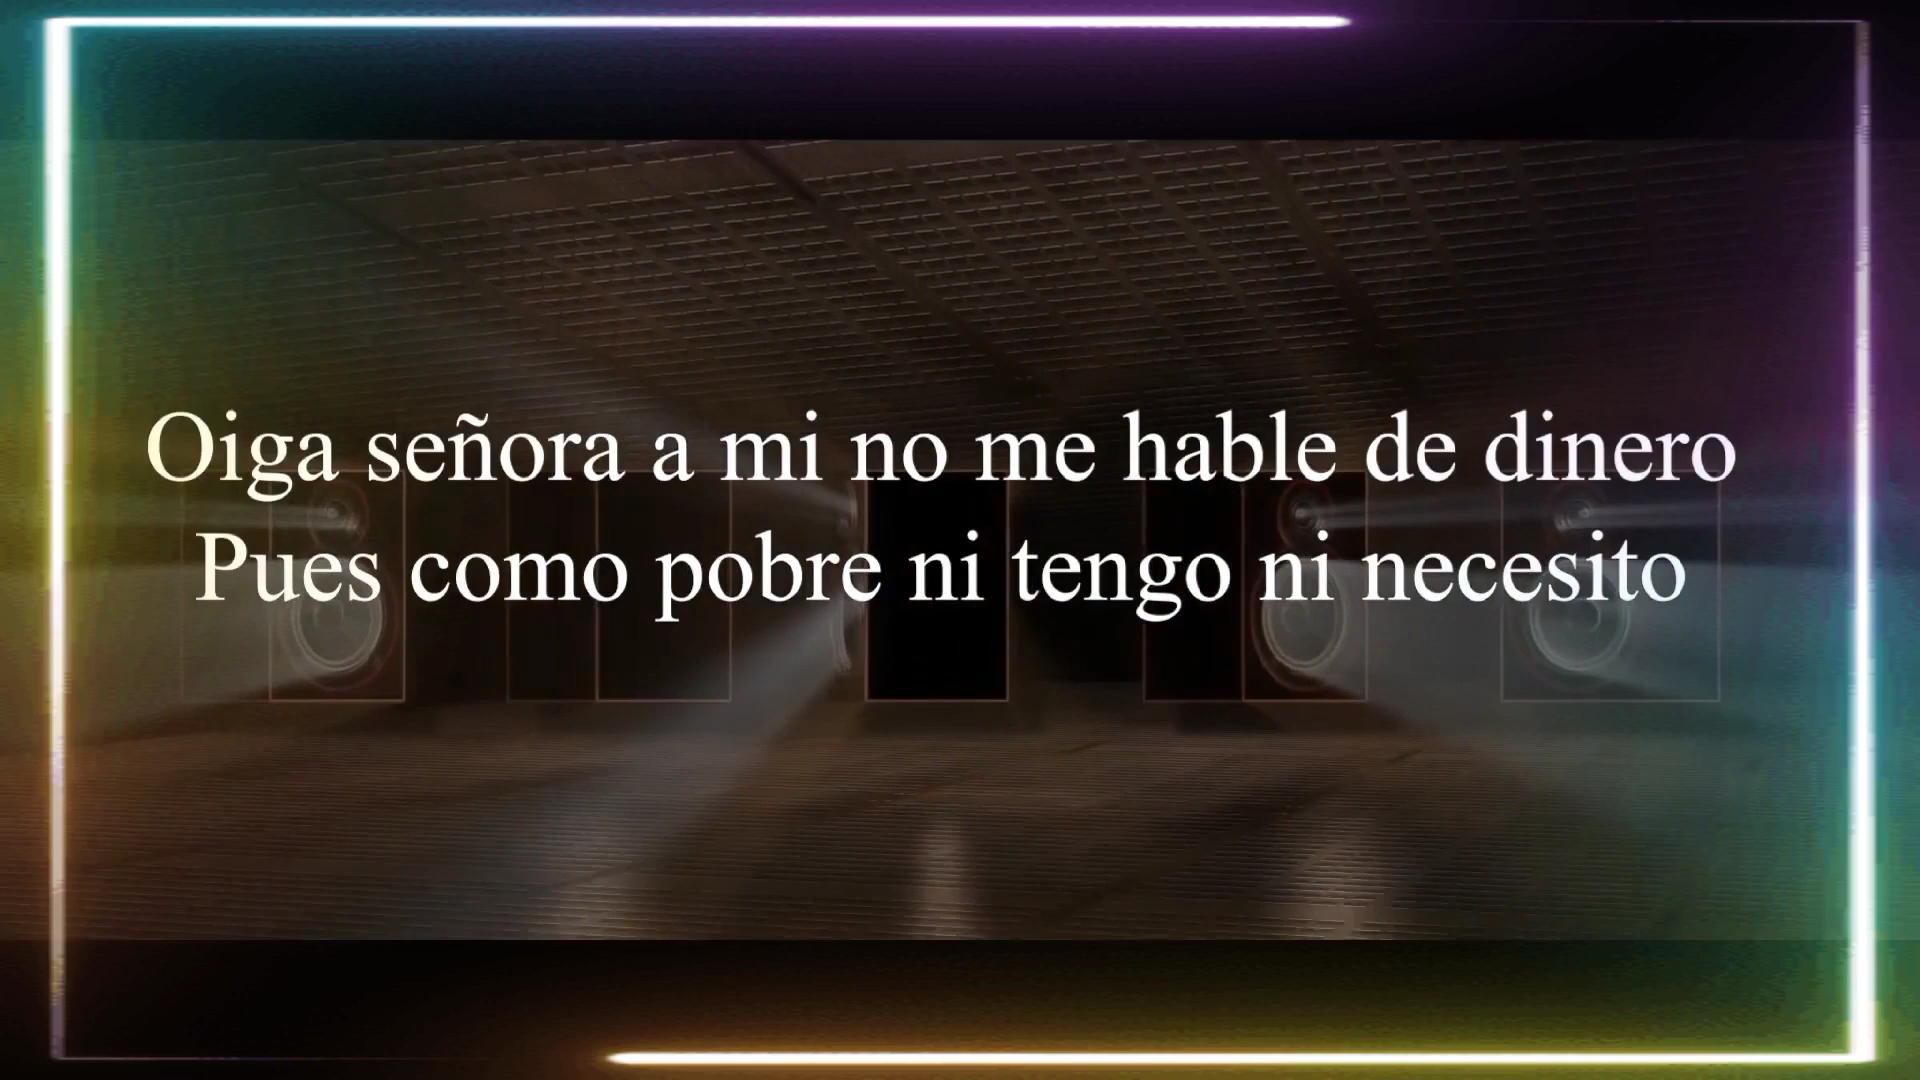 Oiga señora a mi no me hable de dinero
Pues como pobre ni tengo ni necesito